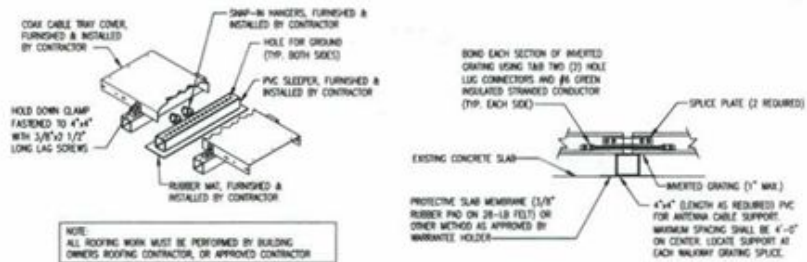 COAX CABLE TRAY COVER,
FURNISHED & INSTALLED
BY CONTRACTOR
SNAP-IN HANGERS, FURNISHED &
INSTALLED BY CONTRACTOR
HOLE FOR GROUND
(TYP. BOTH SIDES)
PVC SLEEPER, FURNISHED &
INSTALLED BY CONTRACTOR
HOLD DOWN CLAMP
FASTENED TO 4"x4"
WITH 3/8"x2 1/2"
LONG LAG SCREWS
RUBBER MAT, FURNISHED &
INSTALLED BY CONTRACTOR
NOTE:
ALL ROOFING WORK MUST BE PERFORMED BY BUILDING
OWNERS ROOFING CONTRACTOR, OR APPROVED CONTRACTOR
BOND EACH SECTION OF INVERTED
GRATING USING T&B TWO (2) HOLE
LUG CONNECTORS AND #6 GREEN
INSULATED STRANDED CONDUCTOR
(TYP. EACH SIDE)
SPLICE PLATE (2 REQUIRED)
EXISTING CONCRETE SLAB
INVERTED GRATING (1" MAX.)
PROTECTIVE SLAB MEMBRANE (3/8"
RUBBER PAD ON 28-LB FELT) OR
OTHER METHOD AS APPROVED BY
WARRANTEE HOLDER
4"x4" (LENGTH AS REQUIRED) PVC
FOR ANTENNA CABLE SUPPORT.
MAXIMUM SPACING SHALL BE 4'-0"
ON CENTER. LOCATE SUPPORT AT
EACH WALKWAY GRATING SPLICE.